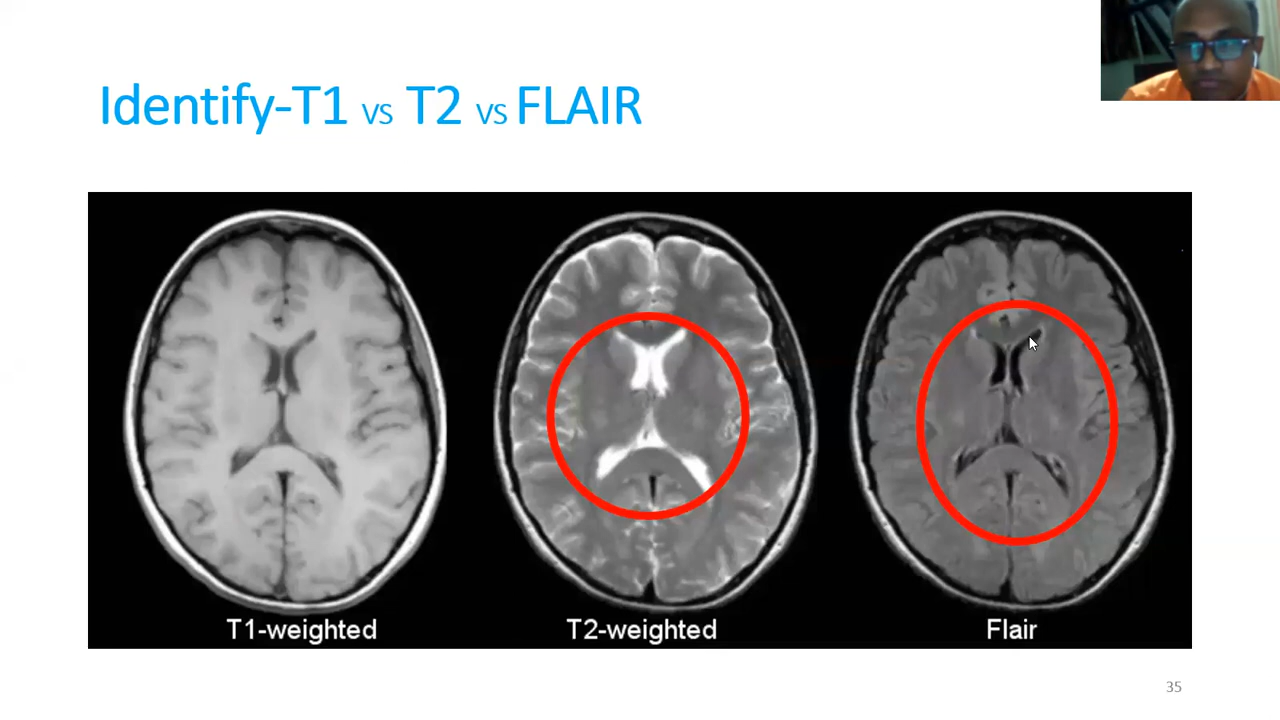 Identify-T1 vs T2 vs FLAIR
T1-weighted
T2-weighted
Flair
35